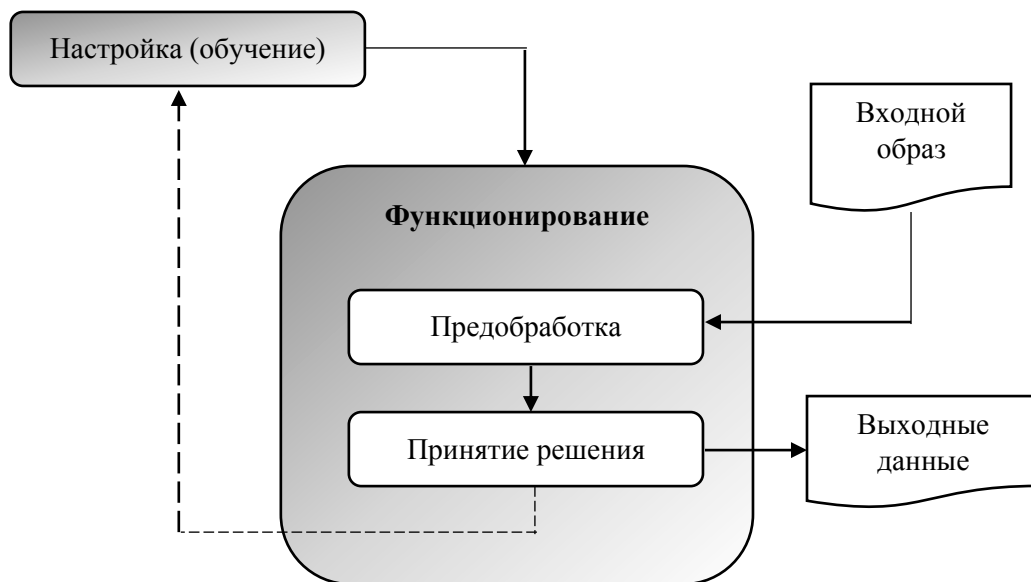 Настройка (обучение)
Входной
образ
Функционирование
Предобработка
Принятие решения
Выходные
данные